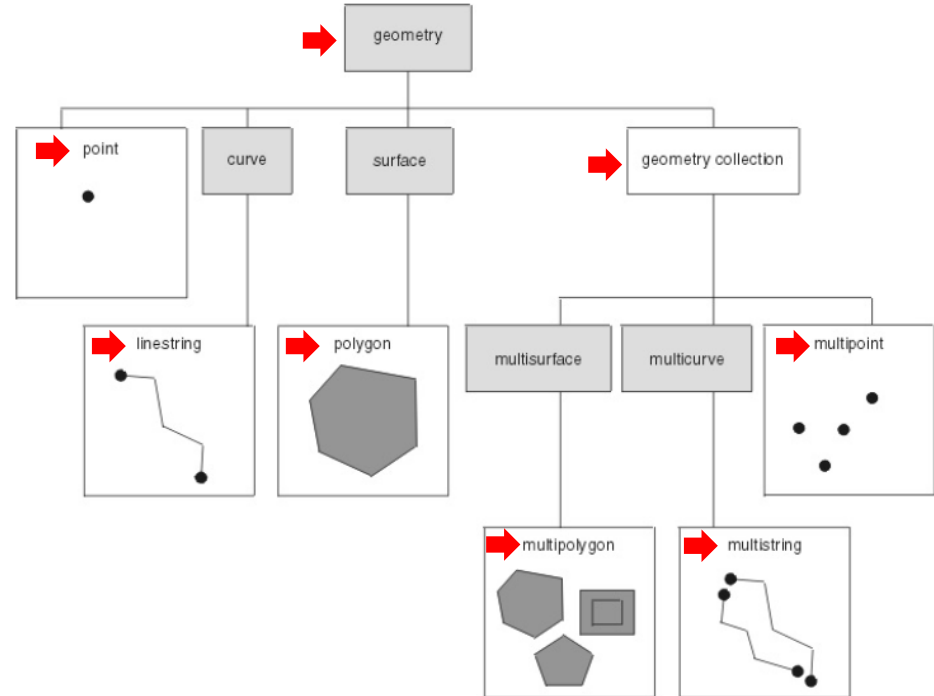 geometry
point
curve
surface
geometry collection
linestring
polygon
multisurface
multicurve
multipoint
multipolygon
multistring